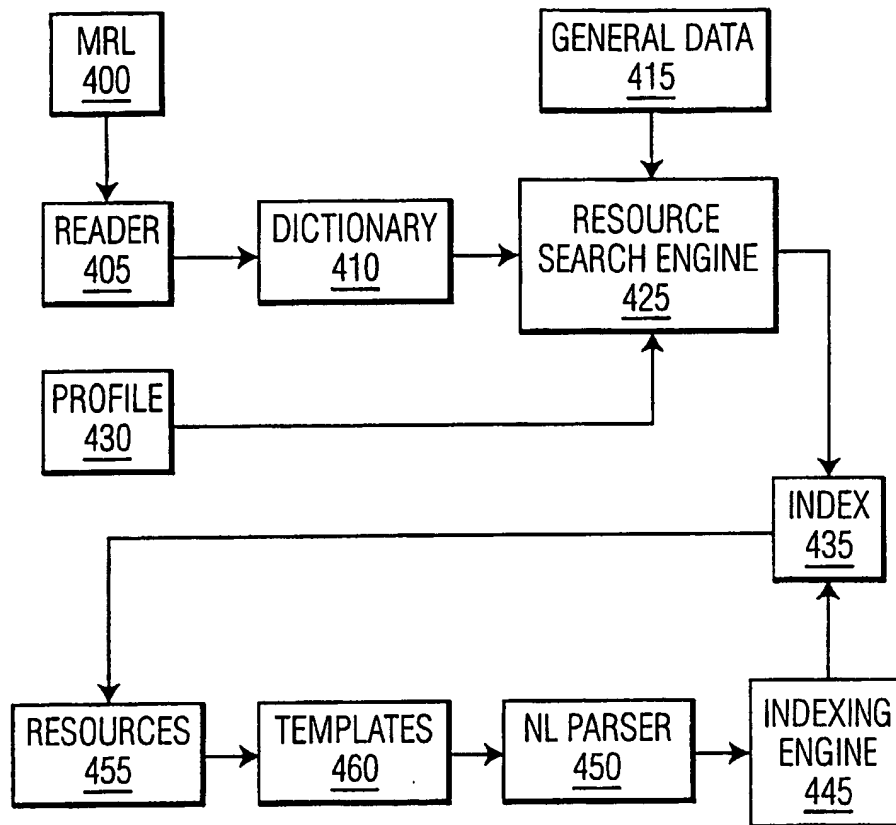 MRL
400
GENERAL DATA
415
READER
405
DICTIONARY
410
RESOURCE
SEARCH ENGINE
425
PROFILE
430
INDEX
435
RESOURCES
455
TEMPLATES
460
NL PARSER
450
INDEXING
ENGINE
445